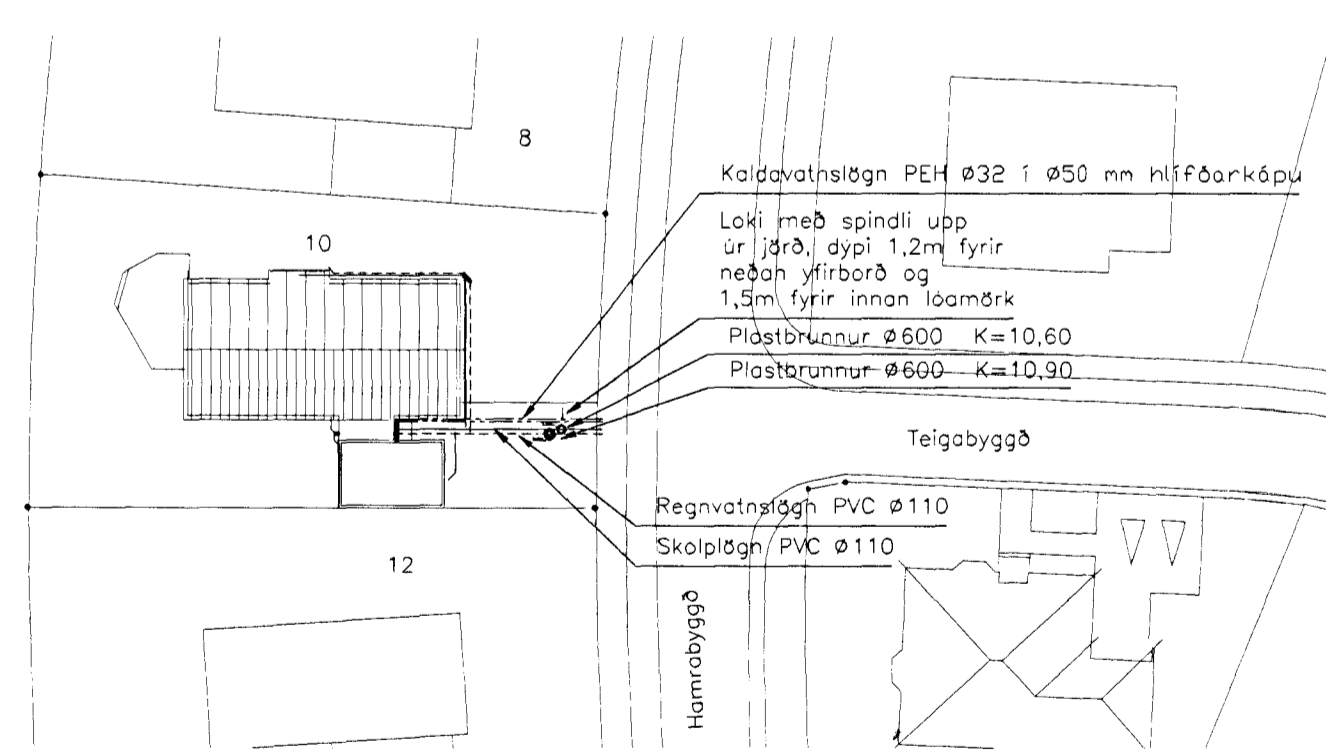 8
Kaldavatnslögn PEH Ø32 í Ø50 mm hlífðarkápu
Loki með spindli upp
úr jörð, dýpi 1,2m fyrir
neðan yfirborð og
1,5m fyrir innan lóamörk
10
Plastbrunnur Ø600 K=10,60
Plastbrunnur Ø600 K=10,90
Teigabyggð
Regnvatnslögn PVC Ø110
Skolplögn PVC Ø110
12
Hamrabyggð